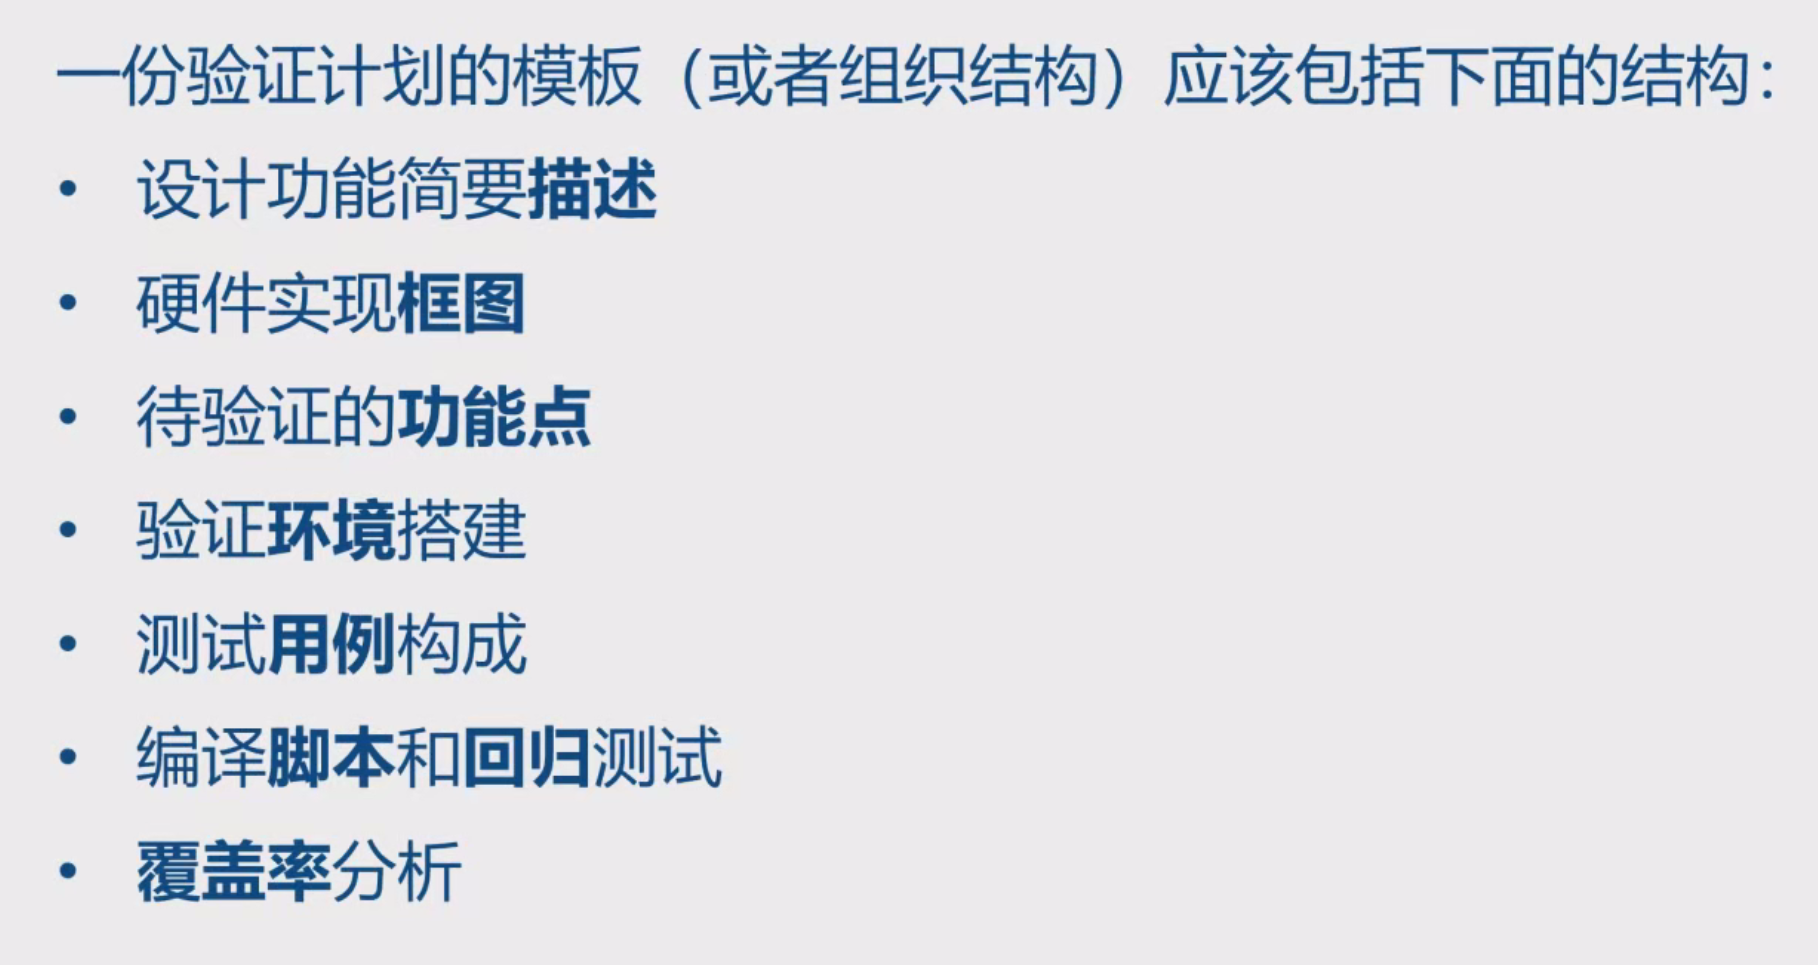 一份验证计划的模板（或者组织结构）应该包括下面的结构：
• 设计功能简要描述
• 硬件实现框图
• 待验证的功能点
• 验证环境搭建
• 测试用例构成
• 编译脚本和回归测试
• 覆盖率分析